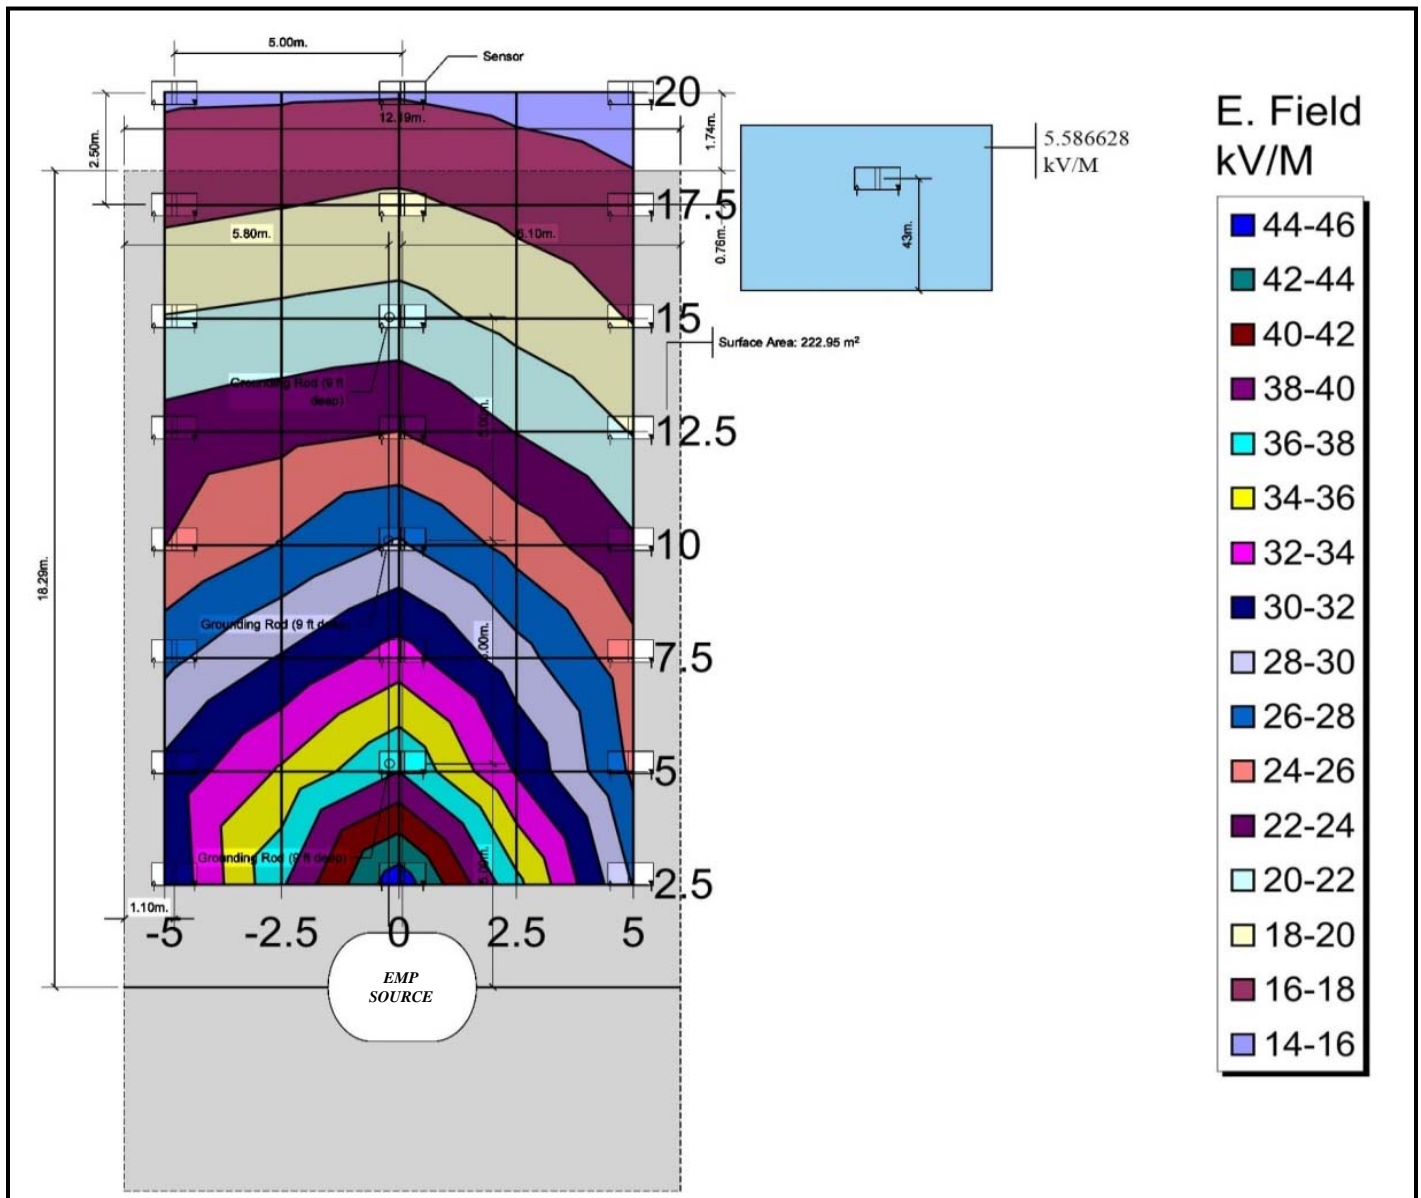 5.00m.
Sensor
20
12.19m.
2.50m.
1.74m.
5.586628
kV/M
E. Field
kV/M
17.5
5.80m.
6.10m.
0.76m.
43m.
15
Surface Area: 222.95 m²
Grounding Rod (9 ft
deep)
5.00m.
12.5
10
18.29m.
Grounding Rod (9 ft deep)
5.00m.
7.5
5
Grounding Rod (9 ft deep)
5.00m.
2.5
1.10m.
-5
-2.5
0
2.5
5
EMP
SOURCE
44-46
42-44
40-42
38-40
36-38
34-36
32-34
30-32
28-30
26-28
24-26
22-24
20-22
18-20
16-18
14-16